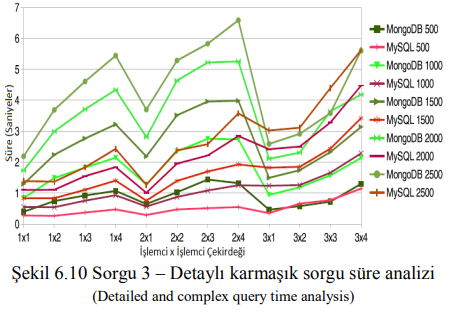 7
6
5
4
3
2
1
0
Süre (Saniyeler)
1x1 1x2 1x3 1x4 2x1 2x2 2x3 2x4 3x1 3x2 3x3 3x4
İşlemci x İşlemci Çekirdeği
MongoDB 500
MySQL 500
MongoDB 1000
MySQL 1000
MongoDB 1500
MySQL 1500
MongoDB 2000
MySQL 2000
MongoDB 2500
MySQL 2500
Şekil 6.10 Sorgu 3 – Detaylı karmaşık sorgu süre analizi
(Detailed and complex query time analysis)